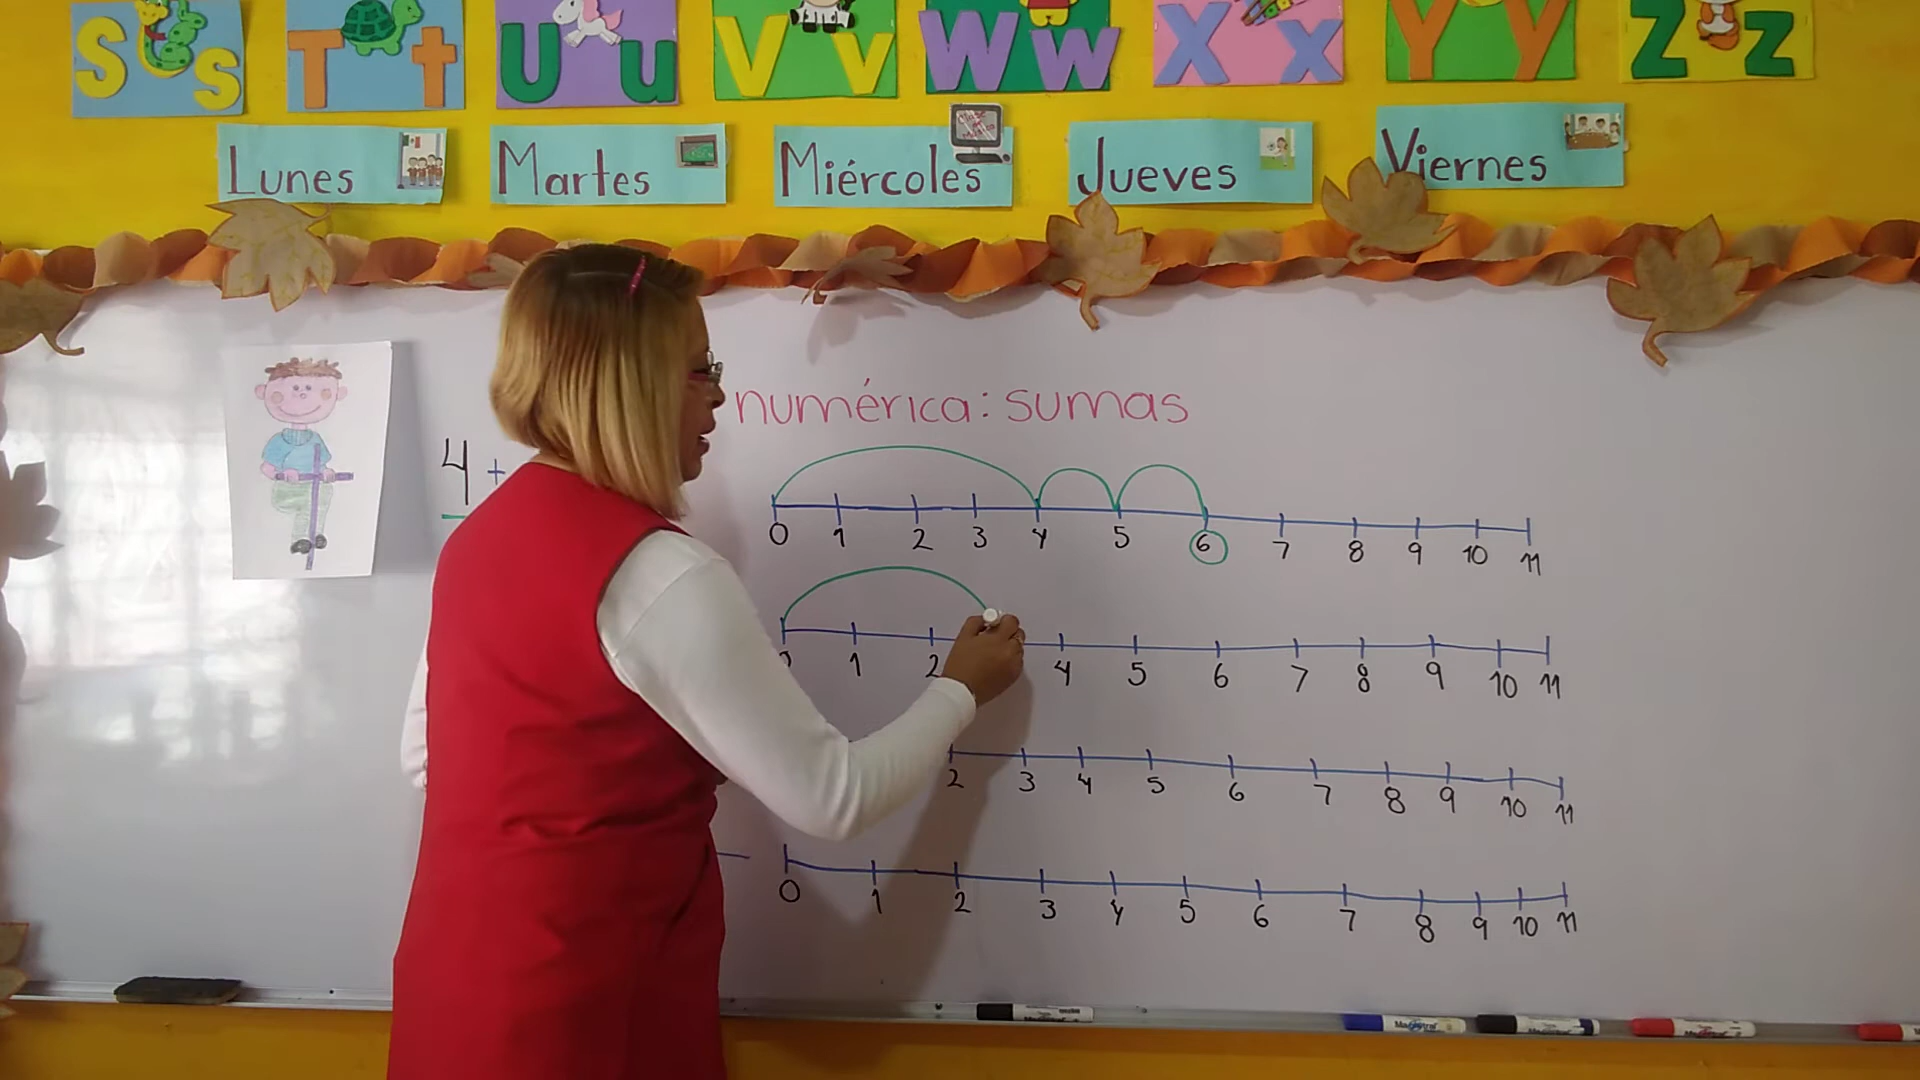 S s T t U u V v W w X x Y y Z z
Lunes Martes Miércoles Jueves Viernes
numérica: sumas
4 +
0 1 2 3 4 5 6 7 8 9 10 11
1 2 4 5 6 7 8 9 10 11
2 3 4 5 6 7 8 9 10 11
0 1 2 3 4 5 6 7 8 9 10 11